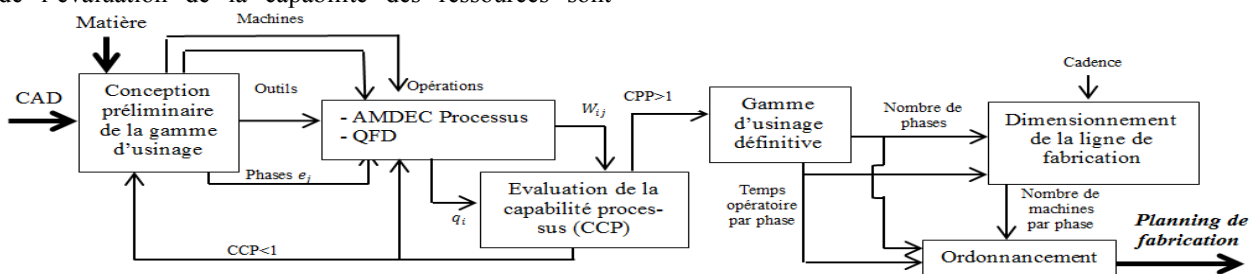 de l'évaluation de la capabilité des ressources sont
Matière
Machines
CAD
Conception
préliminaire
de la gamme
d'usinage
Outils
Opérations
- AMDEC Processus
- QFD
Phases e_j
W_ij
q_i
CPP>1
Evaluation de la
capabilité proces-
sus (CCP)
CCP<1
Gamme
d'usinage
définitive
Nombre de
phases
Temps
opératoire
par phase
Cadence
Dimensionnement
de la ligne de
fabrication
Nombre de
machines
par phase
Ordonnancement
Planning de
fabrication